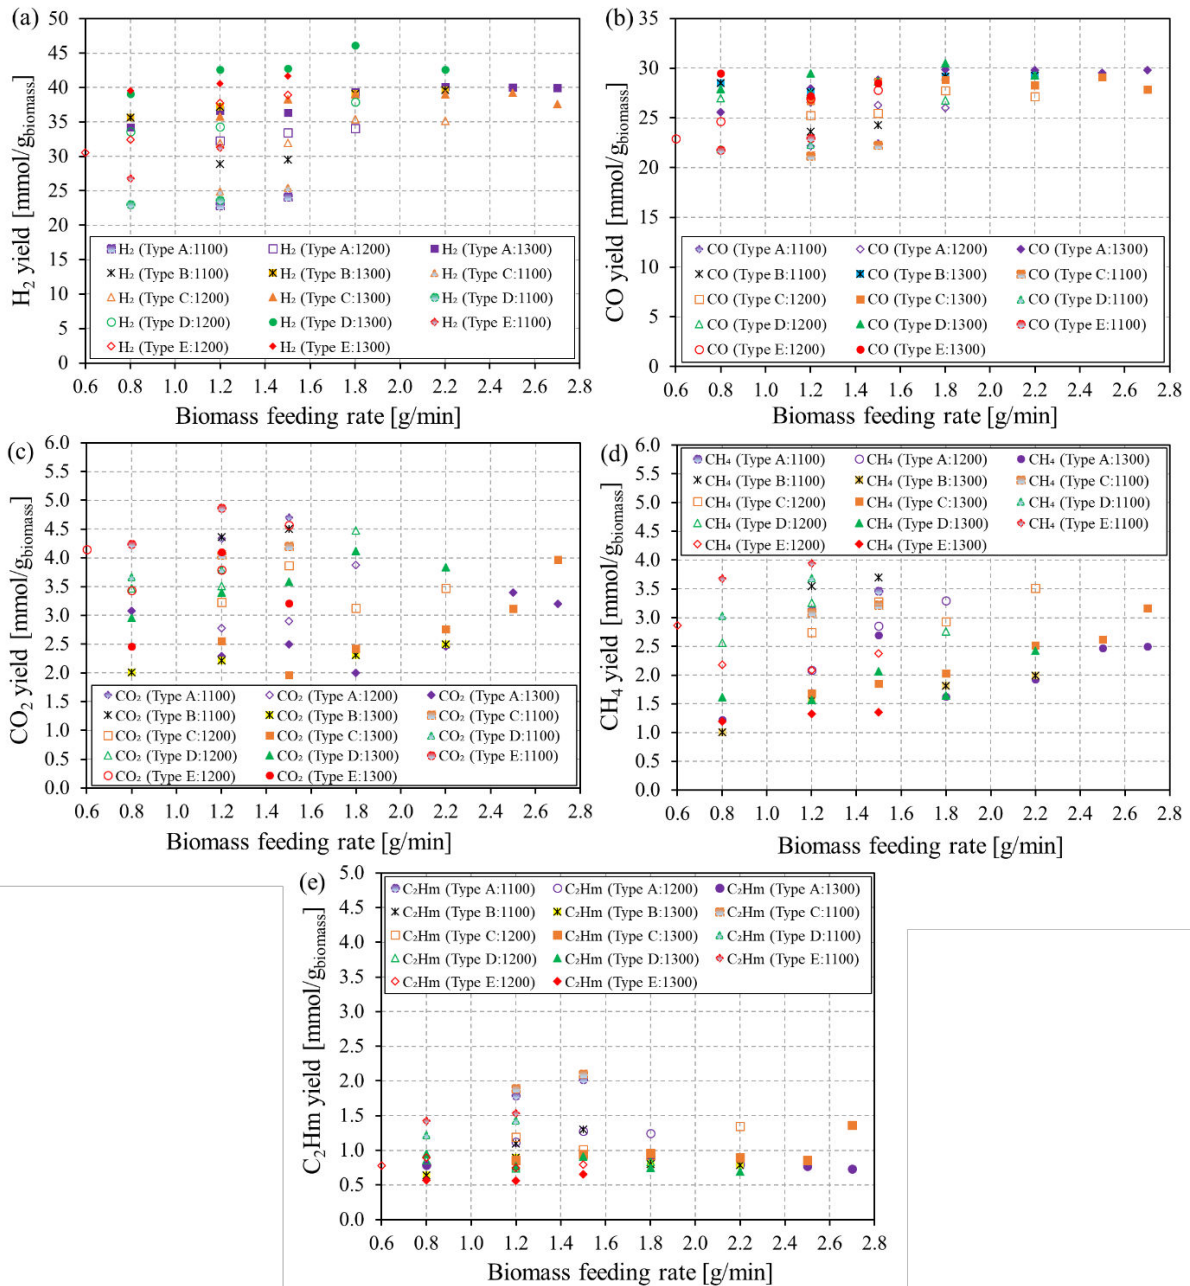 (a)
50
45
40
35
30
25
20
15
10
5
0
H₂ yield [mmol/g_biomass]
H₂ (Type A:1100) H₂ (Type A:1200) H₂ (Type A:1300)
H₂ (Type B:1100) H₂ (Type B:1300) H₂ (Type C:1100)
H₂ (Type C:1200) H₂ (Type C:1300) H₂ (Type D:1100)
H₂ (Type D:1200) H₂ (Type D:1300) H₂ (Type E:1100)
H₂ (Type E:1200) H₂ (Type E:1300)
0.6 0.8 1.0 1.2 1.4 1.6 1.8 2.0 2.2 2.4 2.6 2.8
Biomass feeding rate [g/min]
(b)
35
30
25
20
15
10
5
0
CO yield [mmol/g_biomass]
CO (Type A:1100) CO (Type A:1200) CO (Type A:1300)
CO (Type B:1100) CO (Type B:1300) CO (Type C:1100)
CO (Type C:1200) CO (Type C:1300) CO (Type D:1100)
CO (Type D:1200) CO (Type D:1300) CO (Type E:1100)
CO (Type E:1200) CO (Type E:1300)
0.6 0.8 1.0 1.2 1.4 1.6 1.8 2.0 2.2 2.4 2.6 2.8
Biomass feeding rate [g/min]
(c)
6.0
5.5
5.0
4.5
4.0
3.5
3.0
2.5
2.0
1.5
1.0
0.5
0.0
CO₂ yield [mmol/g_biomass]
CO₂ (Type A:1100) CO₂ (Type A:1200) CO₂ (Type A:1300)
CO₂ (Type B:1100) CO₂ (Type B:1300) CO₂ (Type C:1100)
CO₂ (Type C:1200) CO₂ (Type C:1300) CO₂ (Type D:1100)
CO₂ (Type D:1200) CO₂ (Type D:1300) CO₂ (Type E:1100)
CO₂ (Type E:1200) CO₂ (Type E:1300)
0.6 0.8 1.0 1.2 1.4 1.6 1.8 2.0 2.2 2.4 2.6 2.8
Biomass feeding rate [g/min]
(d)
6.0
5.5
5.0
4.5
4.0
3.5
3.0
2.5
2.0
1.5
1.0
0.5
0.0
CH₄ yield [mmol/g_biomass]
CH₄ (Type A:1100) CH₄ (Type A:1200) CH₄ (Type A:1300)
CH₄ (Type B:1100) CH₄ (Type B:1300) CH₄ (Type C:1100)
CH₄ (Type C:1200) CH₄ (Type C:1300) CH₄ (Type D:1100)
CH₄ (Type D:1200) CH₄ (Type D:1300) CH₄ (Type E:1100)
CH₄ (Type E:1200) CH₄ (Type E:1300)
0.6 0.8 1.0 1.2 1.4 1.6 1.8 2.0 2.2 2.4 2.6 2.8
Biomass feeding rate [g/min]
(e)
5.0
4.5
4.0
3.5
3.0
2.5
2.0
1.5
1.0
0.5
0.0
C₂Hm yield [mmol/g_biomass]
C₂Hm (Type A:1100) C₂Hm (Type A:1200) C₂Hm (Type A:1300)
C₂Hm (Type B:1100) C₂Hm (Type B:1300) C₂Hm (Type C:1100)
C₂Hm (Type C:1200) C₂Hm (Type C:1300) C₂Hm (Type D:1100)
C₂Hm (Type D:1200) C₂Hm (Type D:1300) C₂Hm (Type E:1100)
C₂Hm (Type E:1200) C₂Hm (Type E:1300)
0.6 0.8 1.0 1.2 1.4 1.6 1.8 2.0 2.2 2.4 2.6 2.8
Biomass feeding rate [g/min]